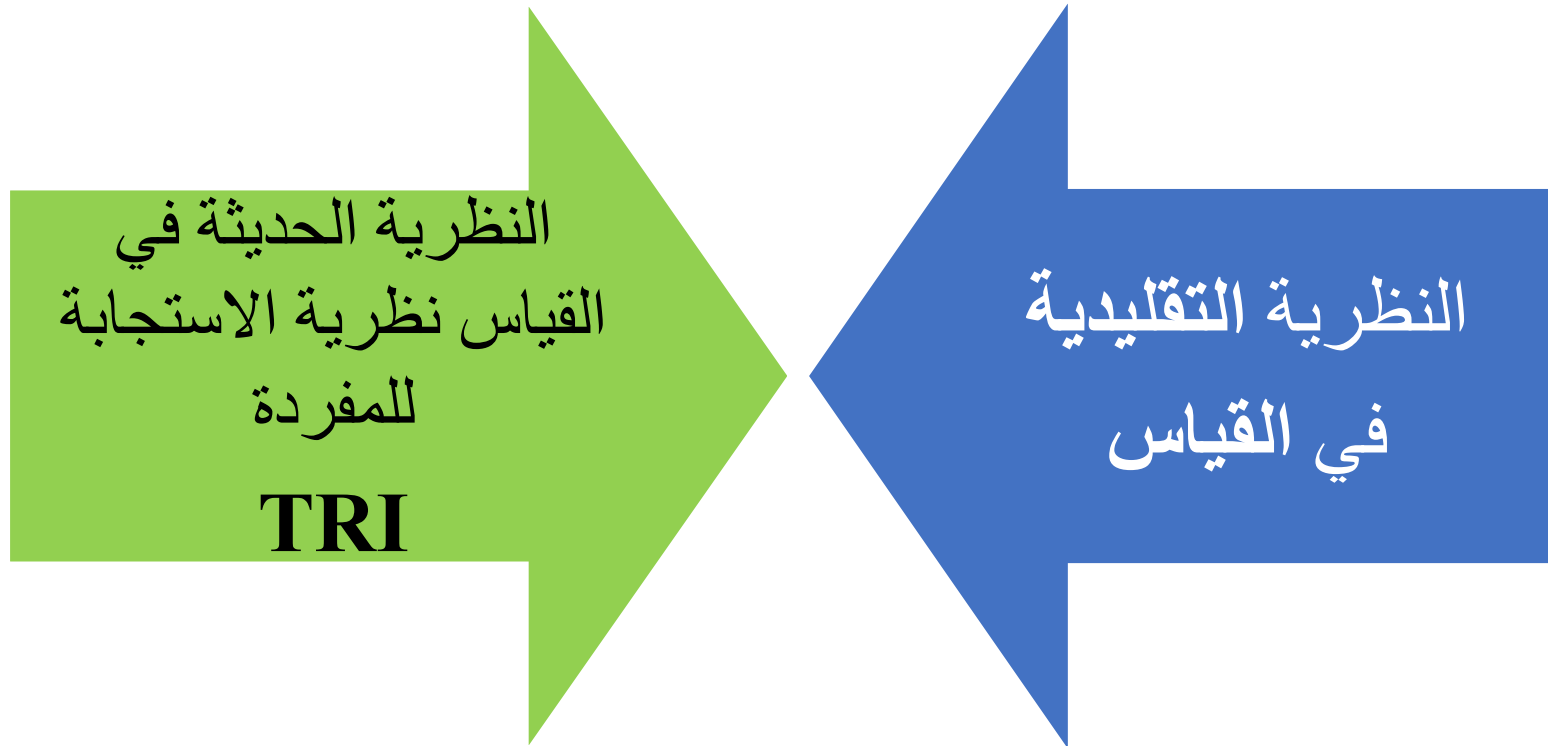 النظرية التقليدية
في القياس
النظرية الحديثة في
القياس نظرية الاستجابة
للمفردة
TRI